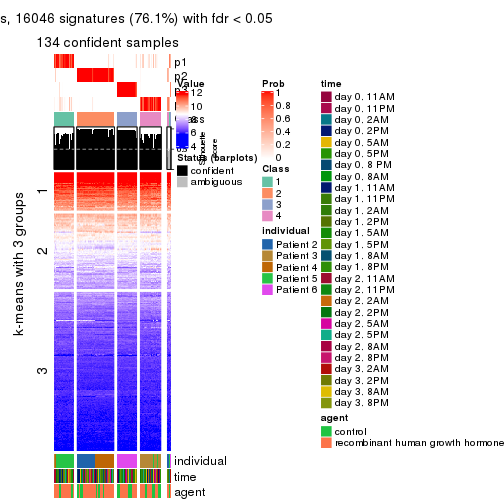 s, 16046 signatures (76.1%) with fdr < 0.05
134 confident samples
p1
p2
Value
12
10
8
6
4
Silhouette
score
Status (barplots)
confident
ambiguous
k-means with 3 groups
1
2
3
individual
time
agent
Prob
1
0.8
0.6
0.4
0.2
0
Class
1
2
3
4
individual
Patient 2
Patient 3
Patient 4
Patient 5
Patient 6
time
day 0. 11AM
day 0. 11PM
day 0. 2AM
day 0. 2PM
day 0. 5AM
day 0. 5PM
day 0. 8 PM
day 0. 8AM
day 1. 11AM
day 1. 11PM
day 1. 2AM
day 1. 2PM
day 1. 5AM
day 1. 5PM
day 1. 8AM
day 1. 8PM
day 2. 11AM
day 2. 11PM
day 2. 2AM
day 2. 2PM
day 2. 5AM
day 2. 5PM
day 2. 8AM
day 2. 8PM
day 3. 2AM
day 3. 2PM
day 3. 8AM
day 3. 8PM
agent
control
recombinant human growth hormone